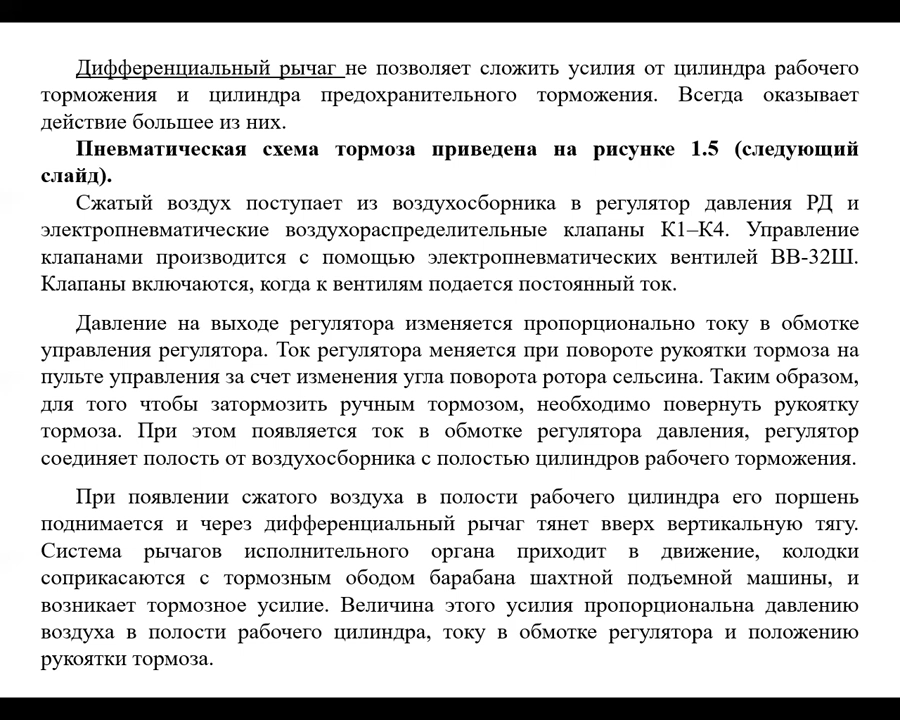 Дифференциальный рычаг не позволяет сложить усилия от цилиндра рабочего
торможения и цилиндра предохранительного торможения. Всегда оказывает
действие большее из них.
Пневматическая схема тормоза приведена на рисунке 1.5 (следующий
слайд).
Сжатый воздух поступает из воздухосборника в регулятор давления РД и
электропневматические воздухораспределительные клапаны К1–К4. Управление
клапанами производится с помощью электропневматических вентилей ВВ-32Ш.
Клапаны включаются, когда к вентилям подается постоянный ток.
Давление на выходе регулятора изменяется пропорционально току в обмотке
управления регулятора. Ток регулятора меняется при повороте рукоятки тормоза на
пульте управления за счет изменения угла поворота ротора сельсина. Таким образом,
для того чтобы затормозить ручным тормозом, необходимо повернуть рукоятку
тормоза. При этом появляется ток в обмотке регулятора давления, регулятор
соединяет полость от воздухосборника с полостью цилиндров рабочего торможения.
При появлении сжатого воздуха в полости рабочего цилиндра его поршень
поднимается и через дифференциальный рычаг тянет вверх вертикальную тягу.
Система рычагов исполнительного органа приходит в движение, колодки
соприкасаются с тормозным ободом барабана шахтной подъемной машины, и
возникает тормозное усилие. Величина этого усилия пропорциональна давлению
воздуха в полости рабочего цилиндра, току в обмотке регулятора и положению
рукоятки тормоза.